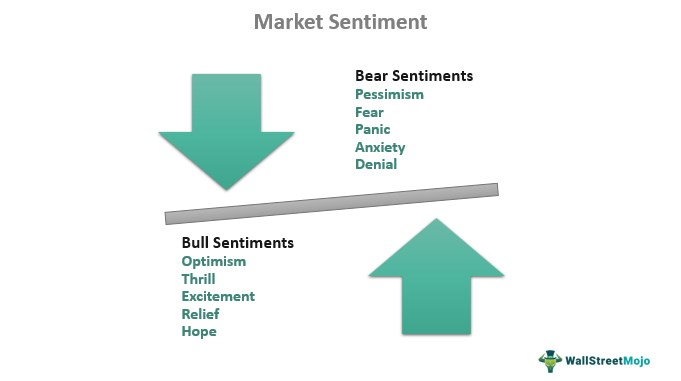 Market Sentiment
Bear Sentiments
Pessimism
Fear
Panic
Anxiety
Denial
Bull Sentiments
Optimism
Thrill
Excitement
Relief
Hope
WallStreetMojo